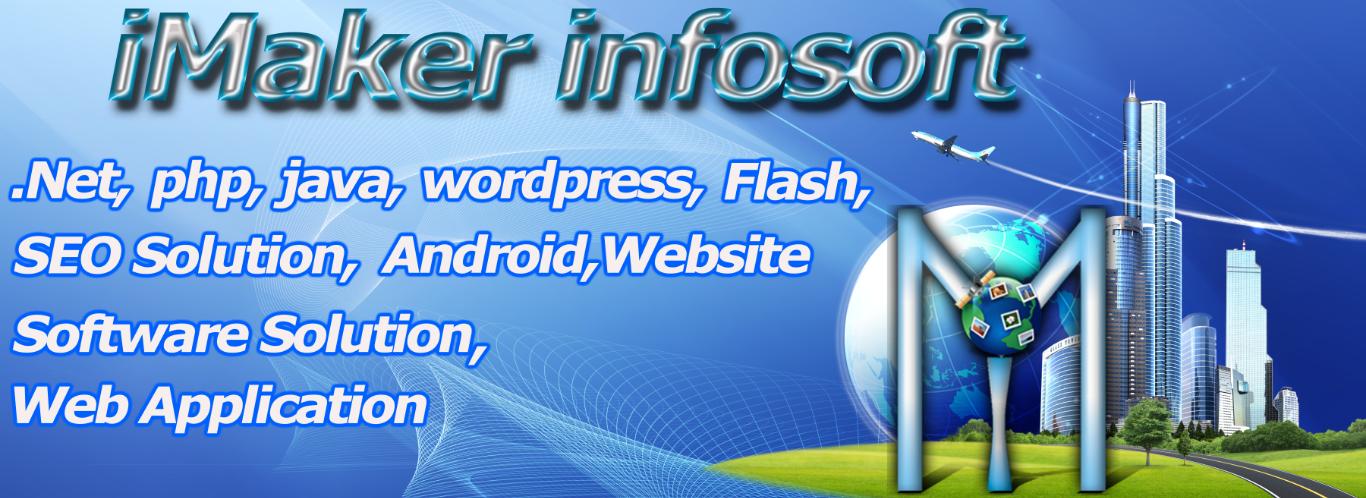 iMaker infosoft
.Net, php, java, wordpress, Flash,
SEO Solution, Android,Website
Software Solution,
Web Application